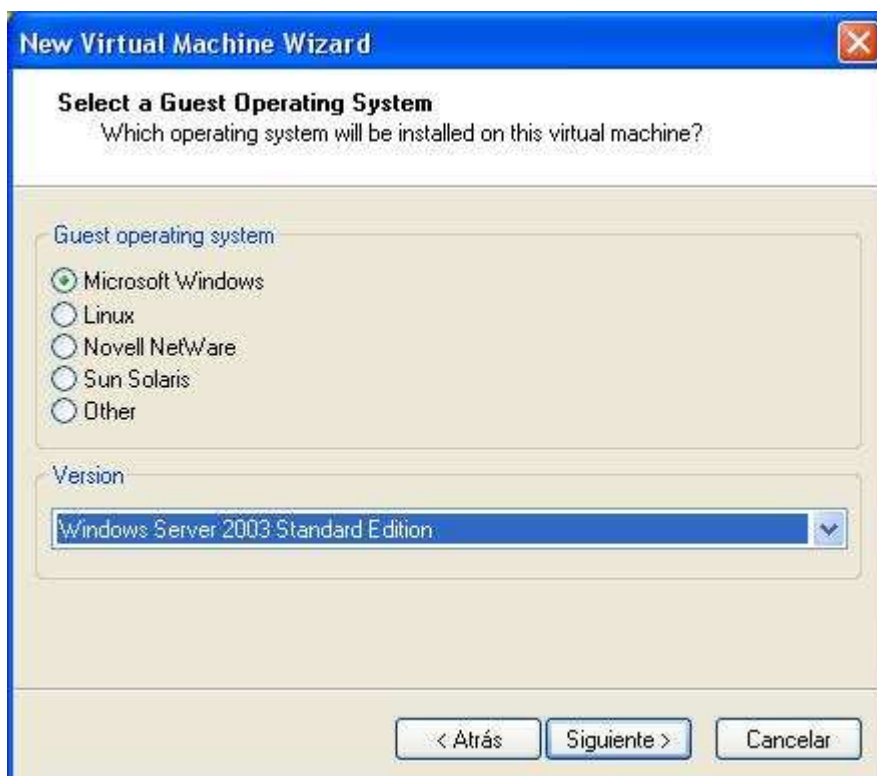 New Virtual Machine Wizard
Select a Guest Operating System
Which operating system will be installed on this virtual machine?
Guest operating system
Microsoft Windows
Linux
Novell NetWare
Sun Solaris
Other
Version
Windows Server 2003 Standard Edition
< Atrás Siguiente > Cancelar